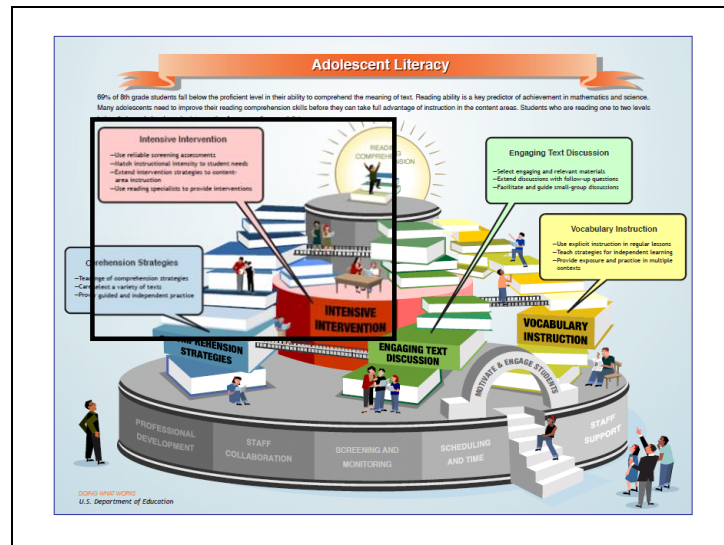 Adolescent Literacy
69% of 8th grade students fall below the proficient level in their ability to comprehend the meaning of text. Reading ability is a key predictor of achievement in mathematics and science.
Many adolescents need to improve their reading comprehension skills before they can take full advantage of instruction in the content areas. Students who are reading one to two levels
Intensive Intervention
—Use reliable screening assessments
—Match instructional intensity to student needs
—Extend intervention strategies to content-
area instruction
—Use reading specialists to provide interventions
READING
COMPREHENSION
Engaging Text Discussion
—Select engaging and relevant materials
—Extend discussions with follow-up questions
—Facilitate and guide small-group discussions
Vocabulary Instruction
—Use explicit instruction in regular lessons
—Teach strategies for independent learning
—Provide exposure and practice in multiple
contexts
Strategies
of comprehension strategies
select a variety of texts
guided and independent practice
INTENSIVE
INTERVENTION
COMPREHENSION
STRATEGIES
ENGAGING TEXT
DISCUSSION
VOCABULARY
INSTRUCTION
MOTIVATE & ENGAGE STUDENTS
PROFESSIONAL
DEVELOPMENT
STAFF
COLLABORATION
SCREENING AND
MONITORING
SCHEDULING
AND TIME
STAFF
SUPPORT
DOING WHAT WORKS
U.S. Department of Education